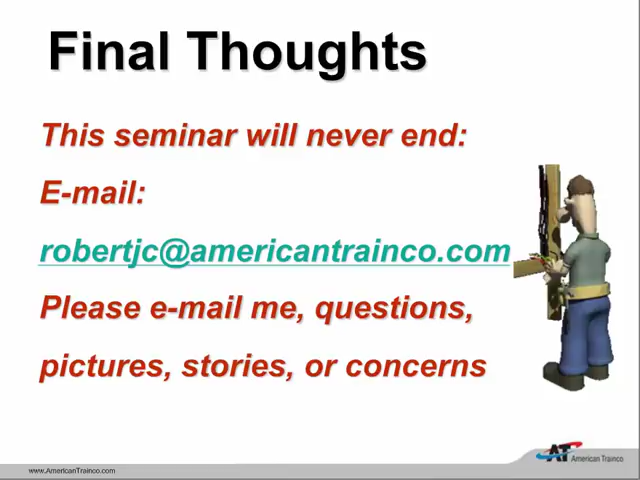 Final Thoughts
This seminar will never end:
E-mail:
robertjc@americantrainco.com
Please e-mail me, questions,
pictures, stories, or concerns
AT American Trainco
www.AmericanTrainco.com